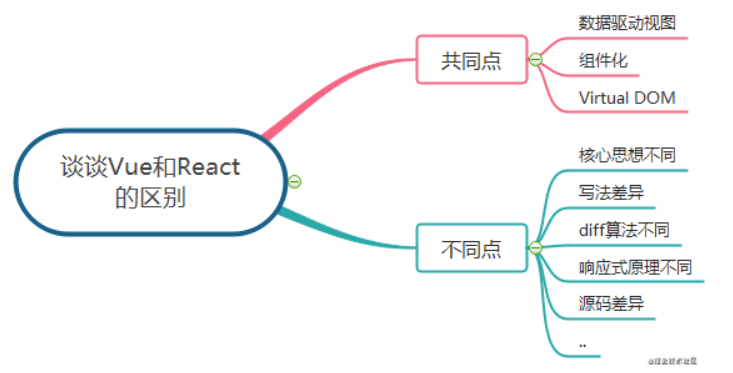 谈谈Vue和React
的区别
共同点
数据驱动视图
组件化
Virtual DOM
不同点
核心思想不同
写法差异
diff算法不同
响应式原理不同
源码差异
..
@稀土掘金技术社区